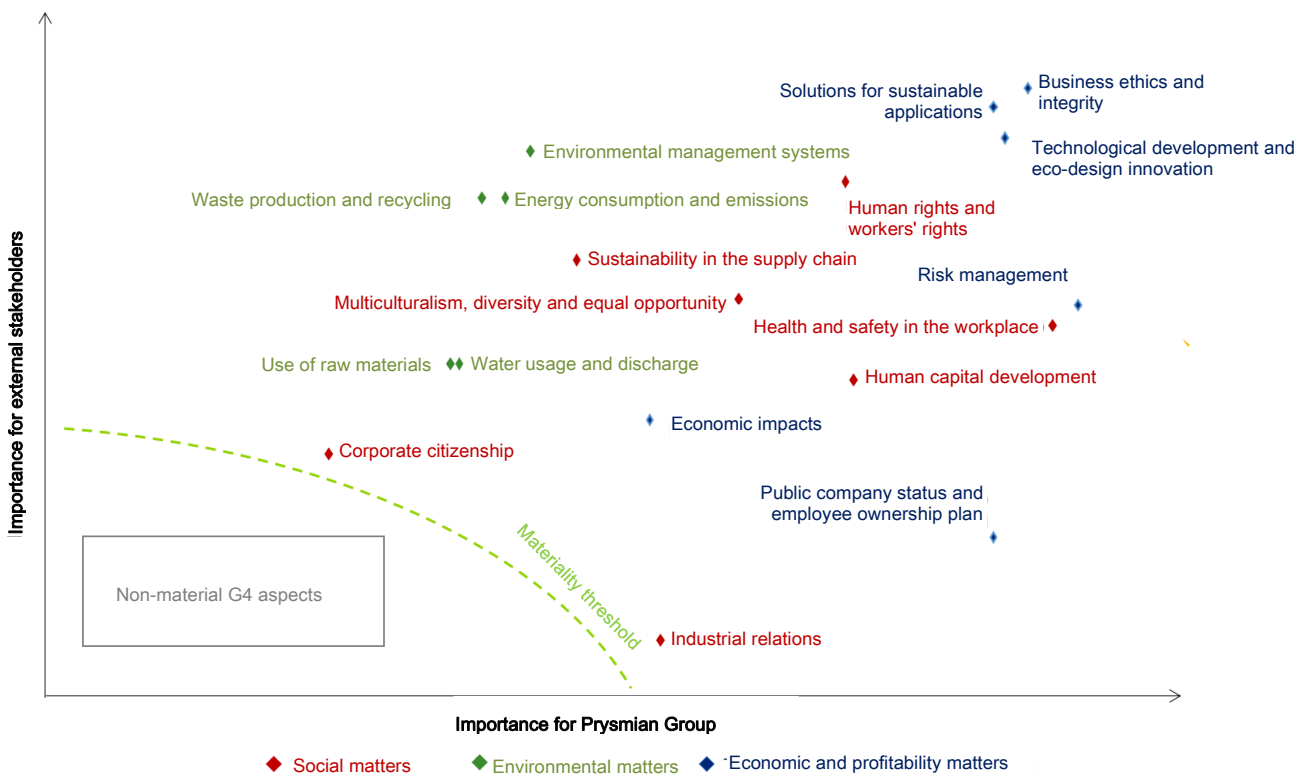 Solutions for sustainable
applications
Business ethics and
integrity
Technological development and
eco-design innovation
Environmental management systems
Waste production and recycling
Energy consumption and emissions
Human rights and
workers' rights
Sustainability in the supply chain
Risk management
Multiculturalism, diversity and equal opportunity
Health and safety in the workplace
Use of raw materials
Water usage and discharge
Human capital development
Economic impacts
Corporate citizenship
Public company status and
employee ownership plan
Materiality threshold
Non-material G4 aspects
Industrial relations
Importance for external stakeholders
Importance for Prysmian Group
Social matters
Environmental matters
Economic and profitability matters